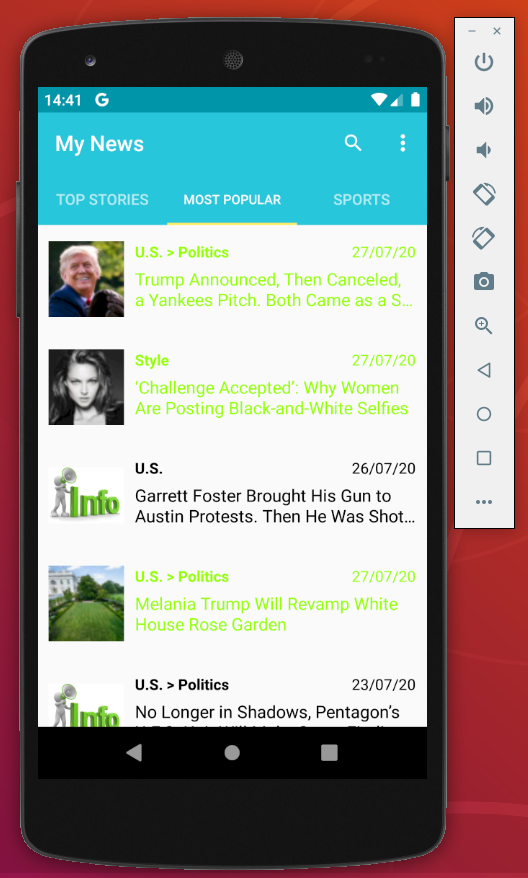 14:41 G
My News
TOP STORIES MOST POPULAR SPORTS
U.S. > Politics 27/07/20
Trump Announced, Then Canceled,
a Yankees Pitch. Both Came as a S...
Style 27/07/20
‘Challenge Accepted’: Why Women
Are Posting Black-and-White Selfies
Info
U.S. 26/07/20
Garrett Foster Brought His Gun to
Austin Protests. Then He Was Shot...
U.S. > Politics 27/07/20
Melania Trump Will Revamp White
House Rose Garden
Info
U.S. > Politics 23/07/20
No Longer in Shadows, Pentagon’s